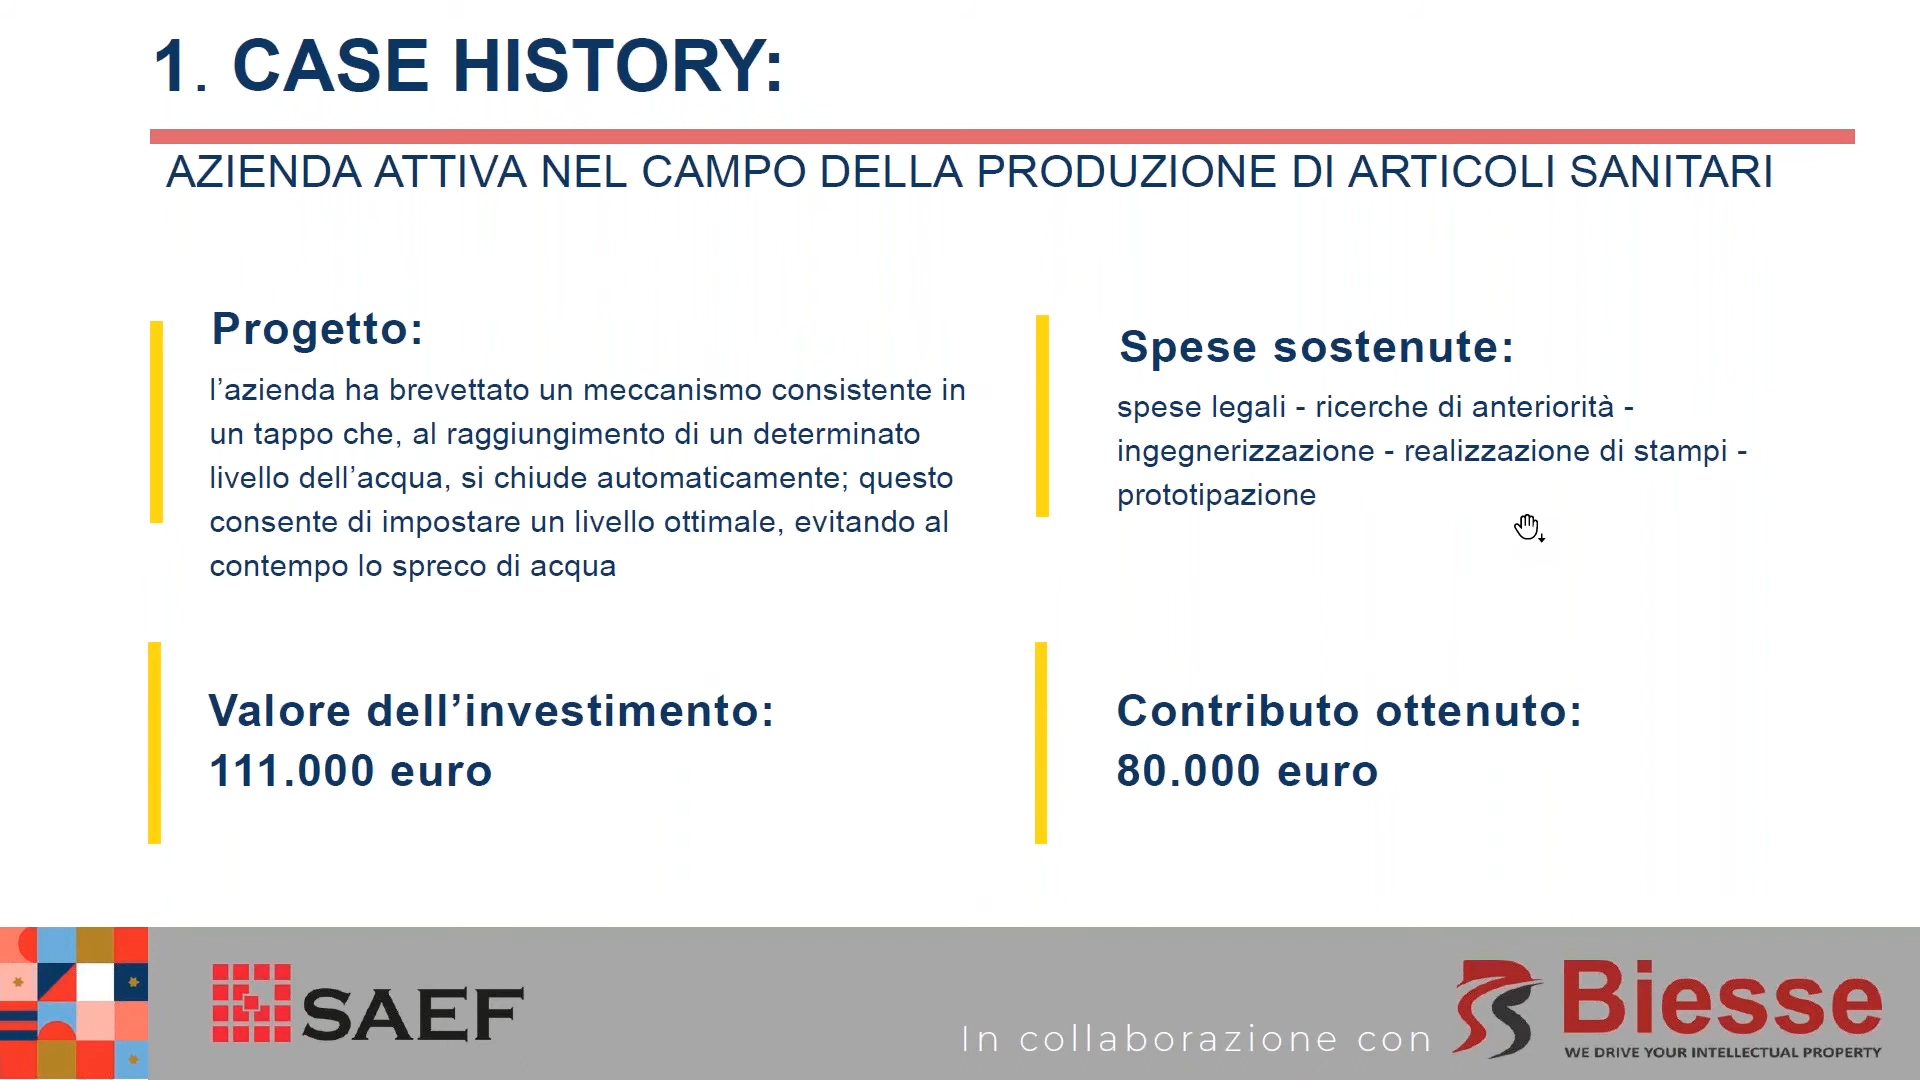 1. CASE HISTORY:
AZIENDA ATTIVA NEL CAMPO DELLA PRODUZIONE DI ARTICOLI SANITARI
Progetto:
l’azienda ha brevettato un meccanismo consistente in
un tappo che, al raggiungimento di un determinato
livello dell’acqua, si chiude automaticamente; questo
consente di impostare un livello ottimale, evitando al
contempo lo spreco di acqua
Spese sostenute:
spese legali - ricerche di anteriorità -
ingegnerizzazione - realizzazione di stampi -
prototipazione
Valore dell’investimento:
111.000 euro
Contributo ottenuto:
80.000 euro
SAEF
In collaborazione con
Biesse
WE DRIVE YOUR INTELLECTUAL PROPERTY